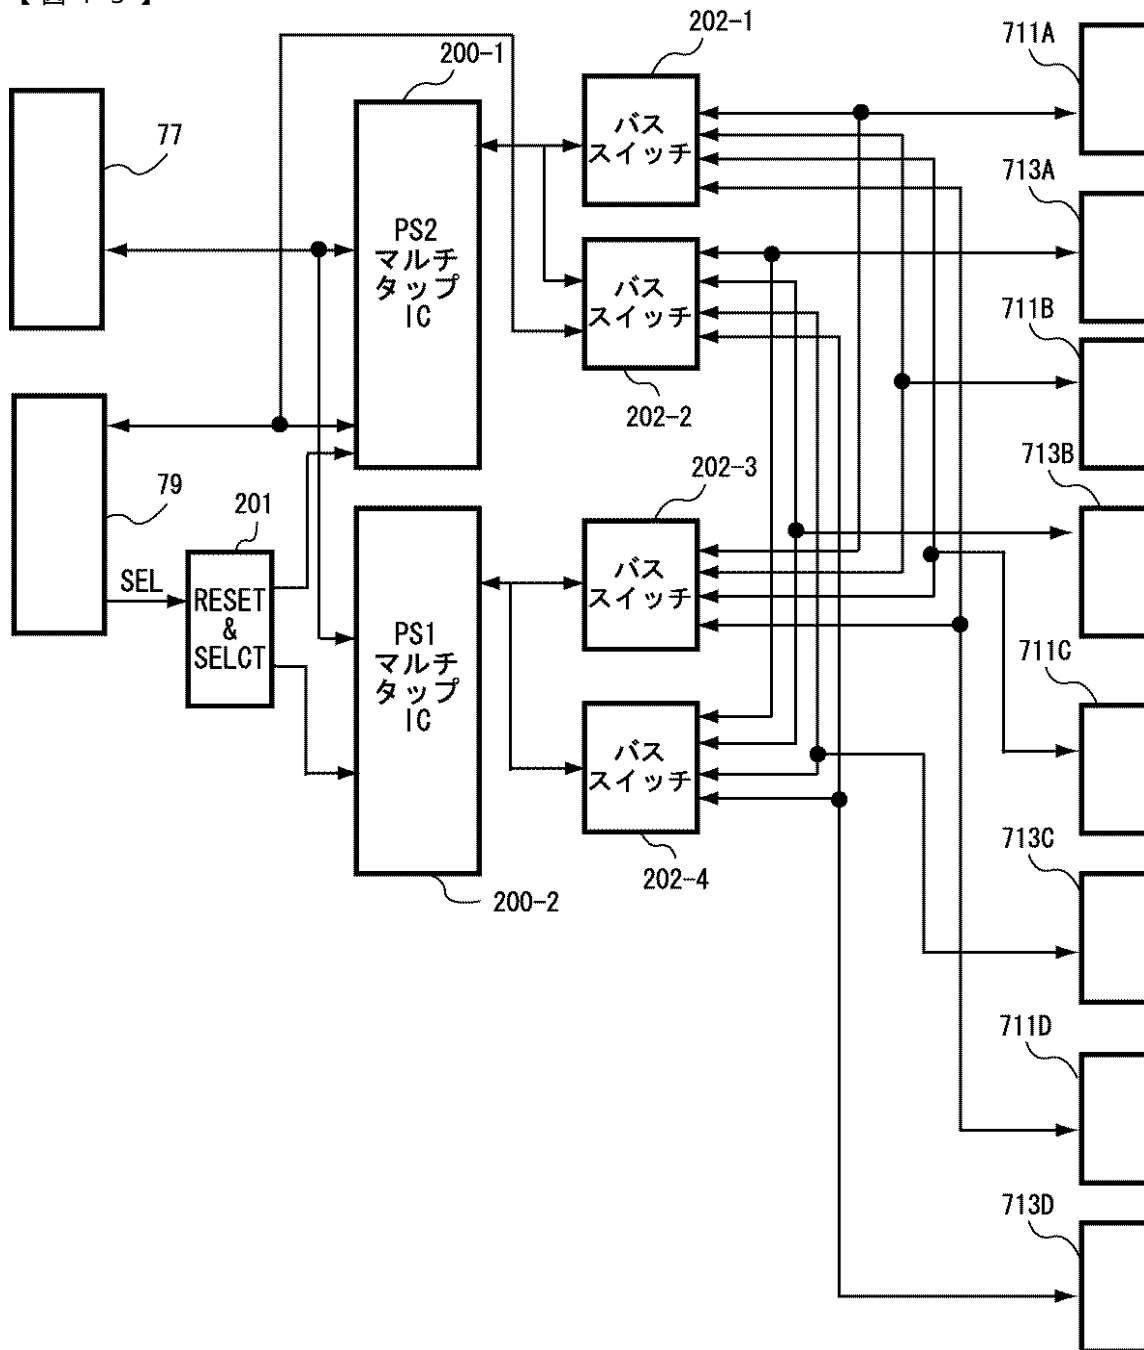 202-1
711A
200-1
77
バス
スイッチ
713A
PS2
マルチ
タップ
IC
バス
スイッチ
711B
202-2
713B
79
201
202-3
SEL
RESET
&
SELCT
PS1
マルチ
タップ
IC
バス
スイッチ
711C
バス
スイッチ
713C
202-4
200-2
711D
713D